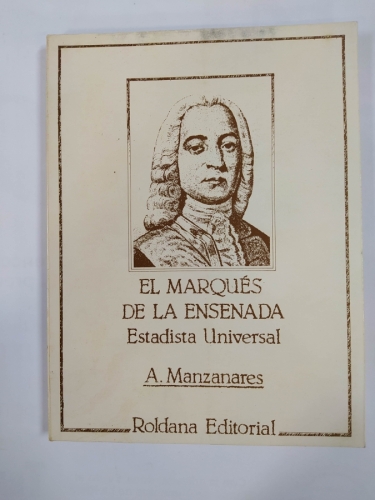 EL MARQUÉS
DE LA ENSENADA
Estadista Universal
A. Manzanares
Roldana Editorial